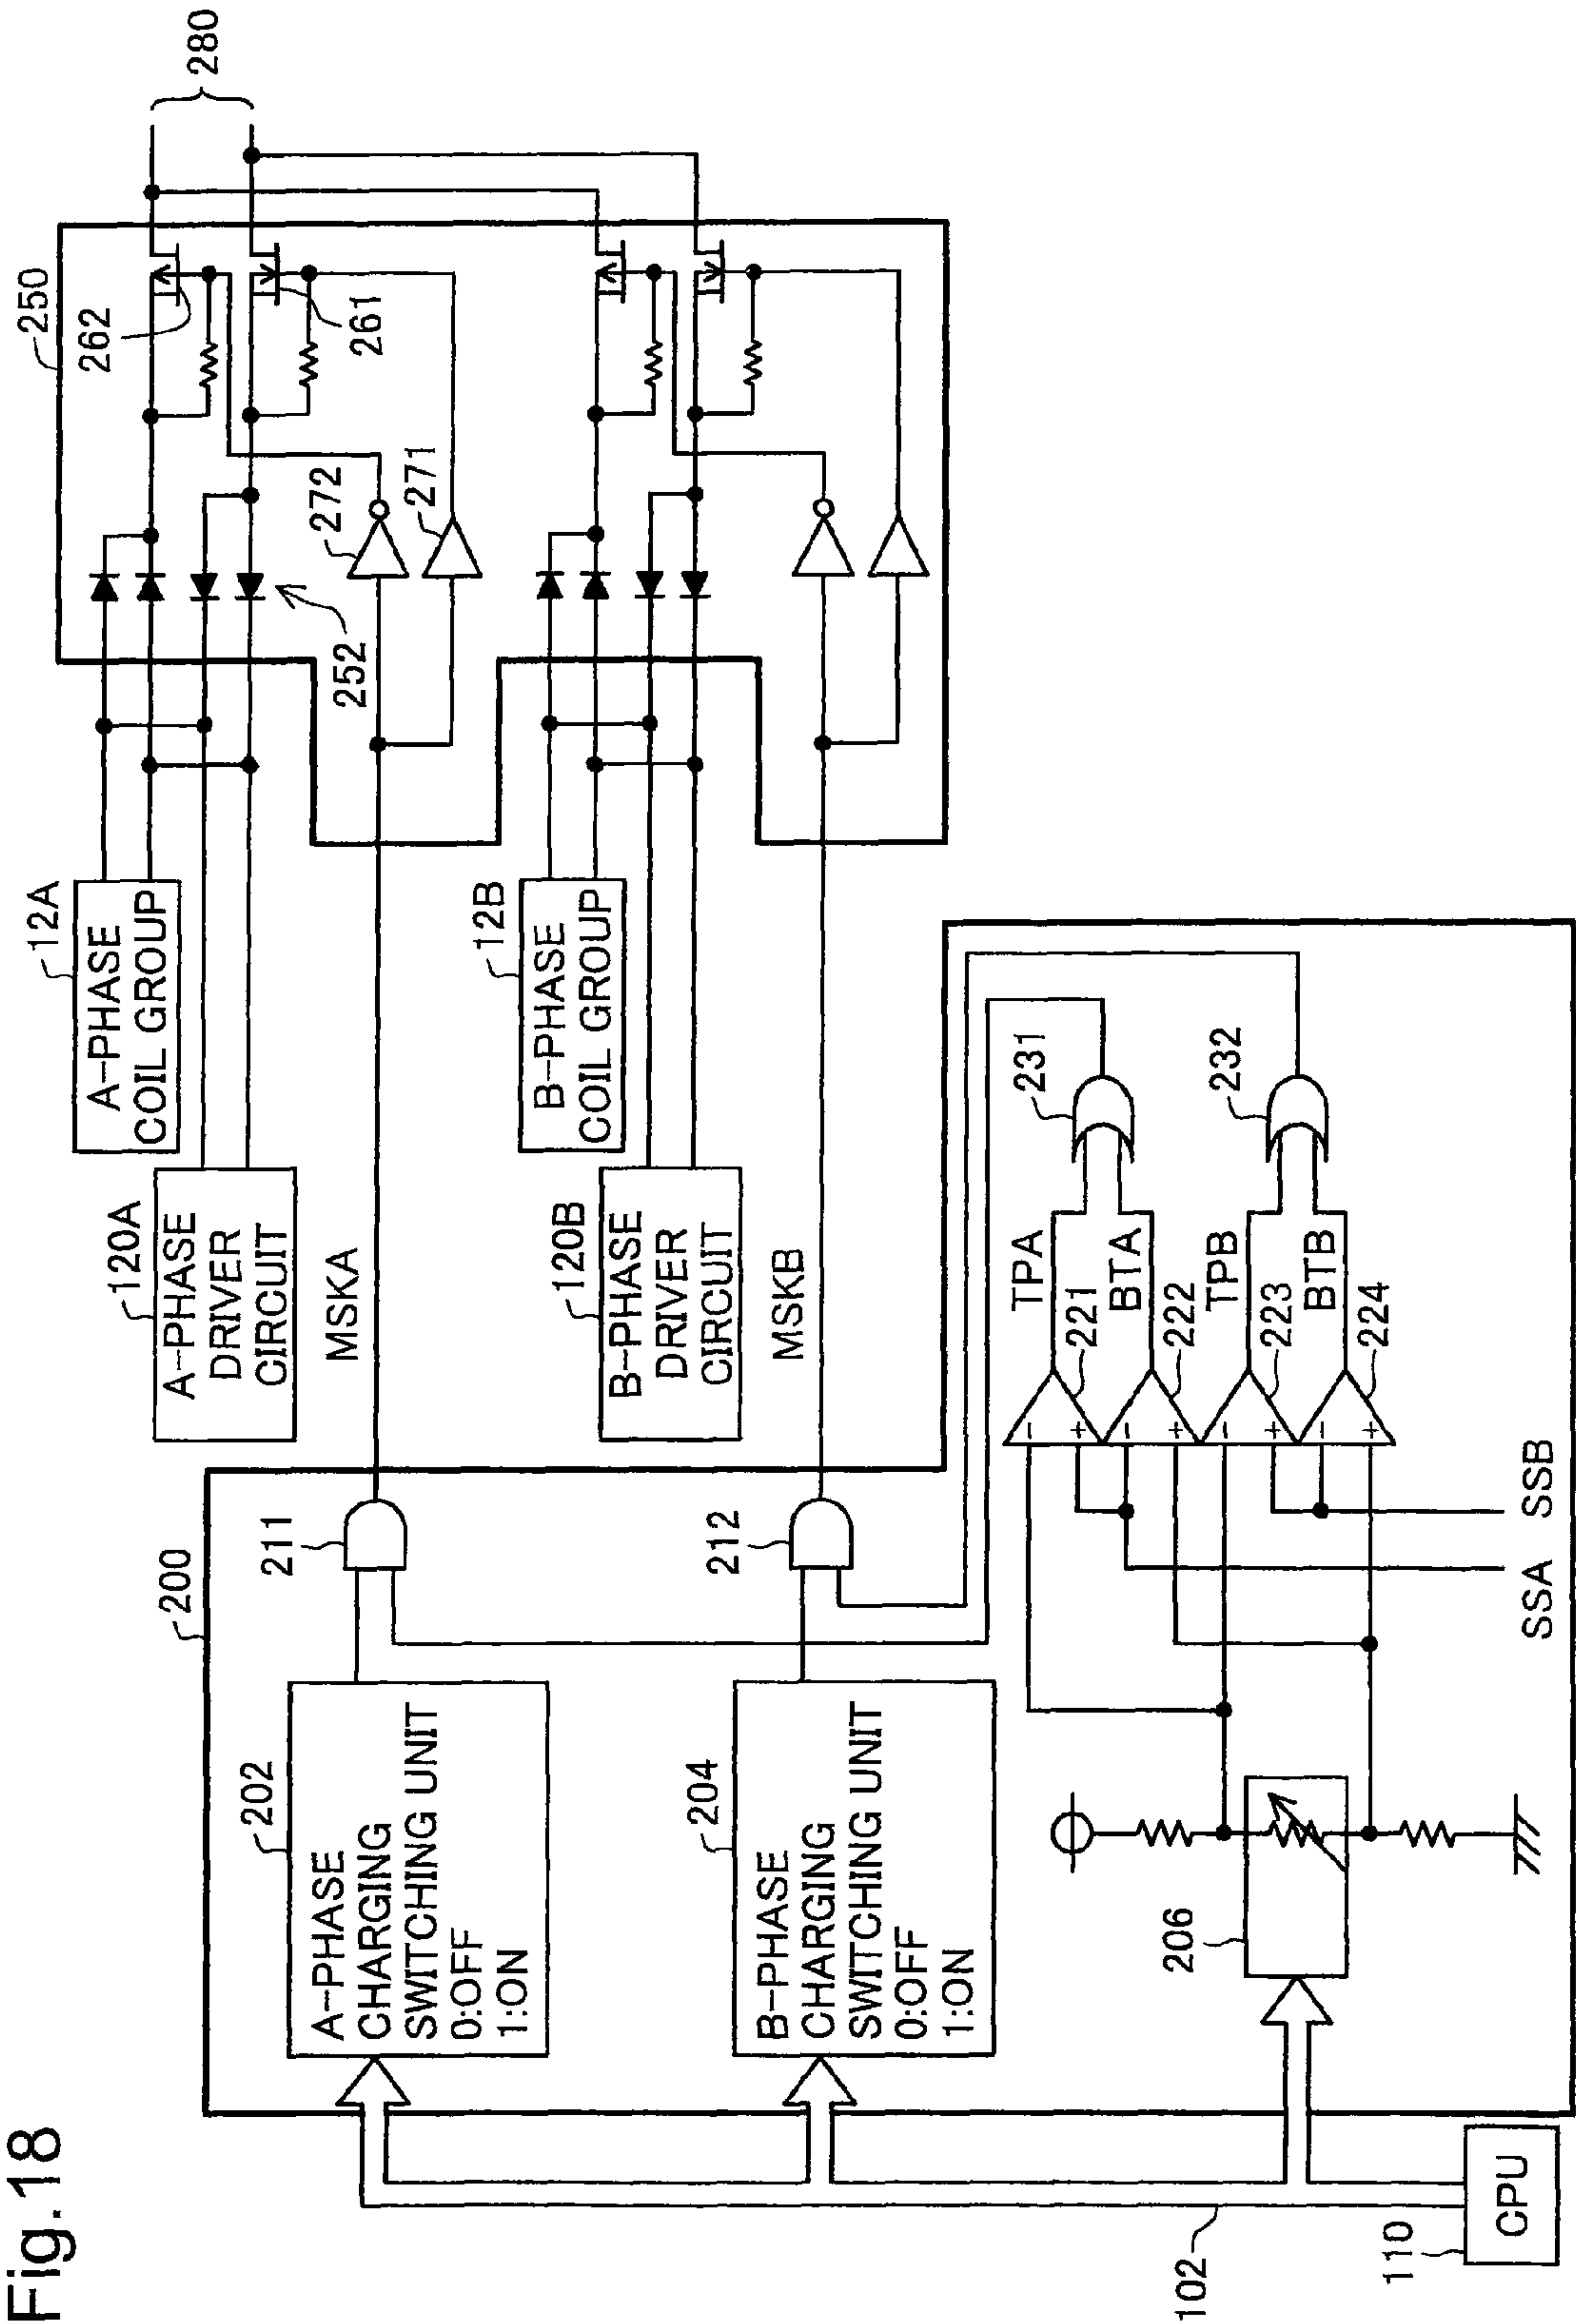 Fig.18
280
250
262
261
272
271
252
12A
A-PHASE
COIL GROUP
120A
A-PHASE
DRIVER
CIRCUIT
MSKA
12B
B-PHASE
COIL GROUP
120B
B-PHASE
DRIVER
CIRCUIT
MSKB
200
211
212
202
A-PHASE
CHARGING
SWITCHING UNIT
0:OFF
1:ON
204
B-PHASE
CHARGING
SWITCHING UNIT
0:OFF
1:ON
231
232
TPA
221
BTA
222
TPB
223
BTB
224
-
+
-
+
-
+
-
+
SSA
SSB
206
102
110
CPU